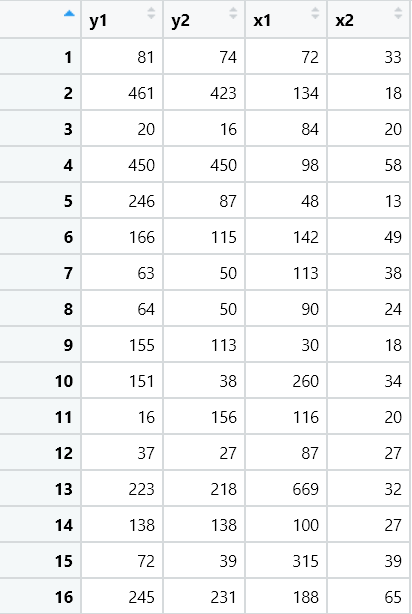 y1 y2 x1 x2
1 81 74 72 33
2 461 423 134 18
3 20 16 84 20
4 450 450 98 58
5 246 87 48 13
6 166 115 142 49
7 63 50 113 38
8 64 50 90 24
9 155 113 30 18
10 151 38 260 34
11 16 156 116 20
12 37 27 87 27
13 223 218 669 32
14 138 138 100 27
15 72 39 315 39
16 245 231 188 65